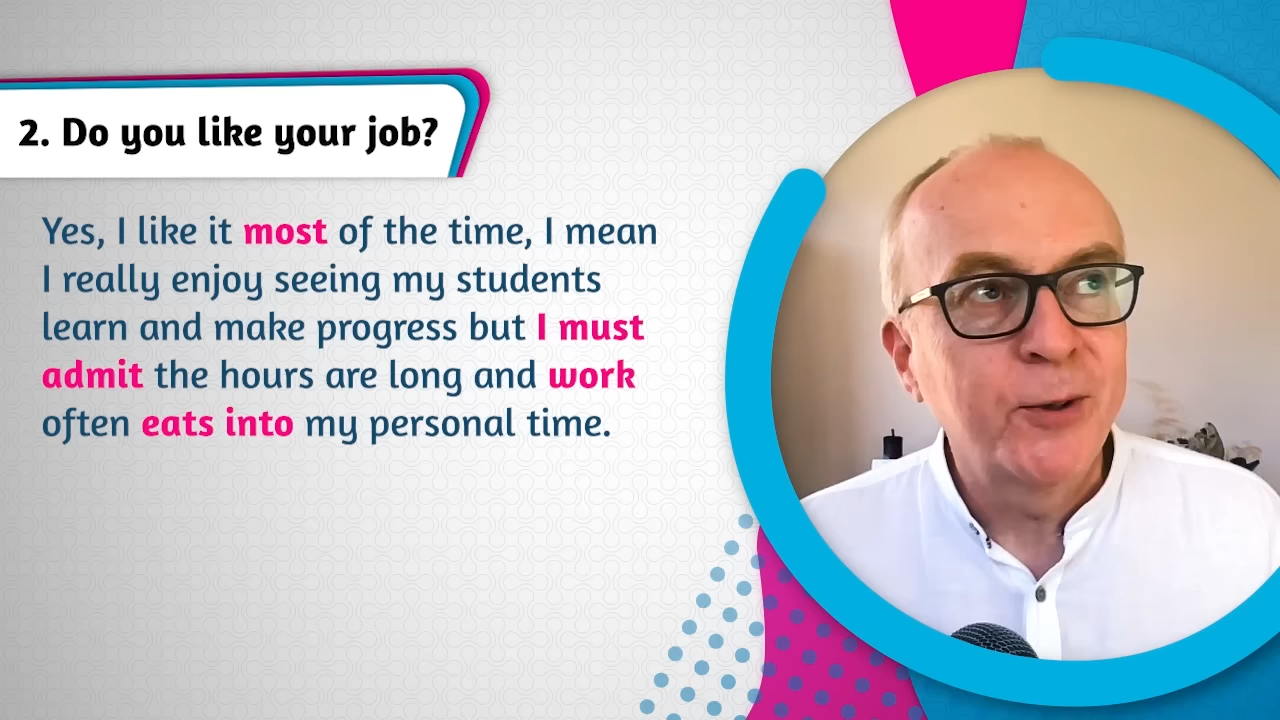 2. Do you like your job?
Yes, I like it most of the time, I mean
I really enjoy seeing my students
learn and make progress but I must
admit the hours are long and work
often eats into my personal time.